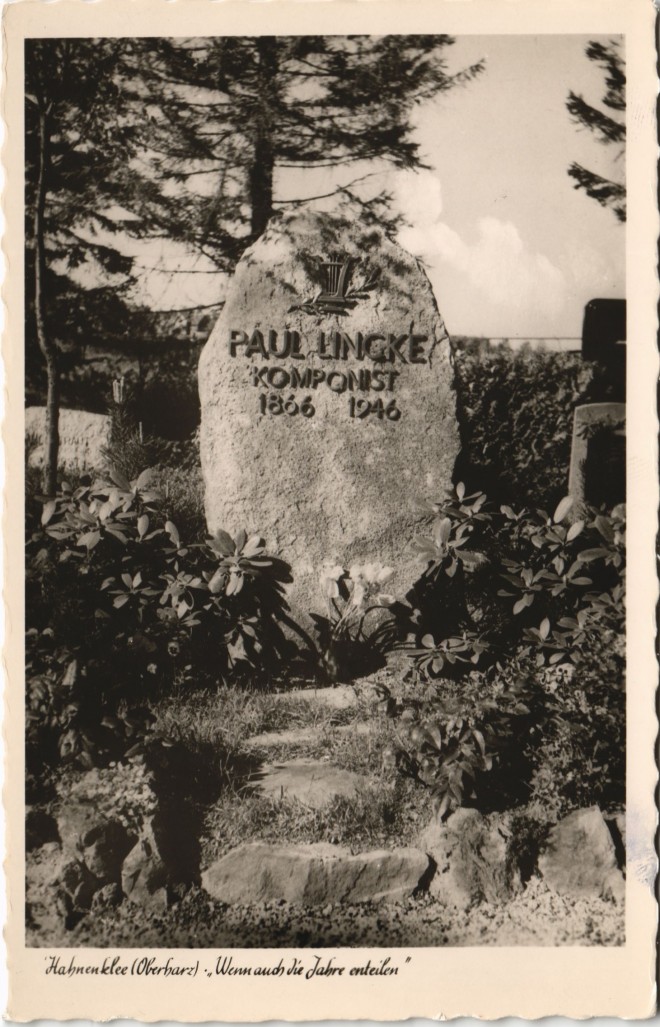 PAUL LINCKE
KOMPONIST
1866 1946
Hahnenklee (Oberharz) · „Wenn auch die Jahre enteilen"